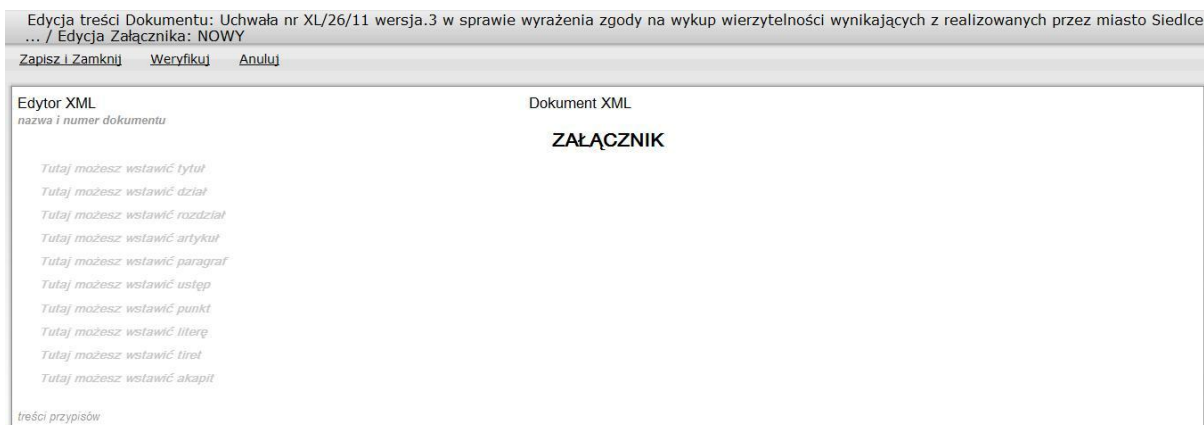 Edycja treści Dokumentu: Uchwała nr XL/26/11 wersja.3 w sprawie wyrażenia zgody na wykup wierzytelności wynikających z realizowanych przez miasto Siedlce
... / Edycja Załącznika: NOWY
Zapisz i Zamknij Weryfikuj Anuluj
Edytor XML Dokument XML
nazwa i numer dokumentu
ZAŁĄCZNIK
Tutaj możesz wstawić tytuł
Tutaj możesz wstawić dział
Tutaj możesz wstawić rozdział
Tutaj możesz wstawić artykuł
Tutaj możesz wstawić paragraf
Tutaj możesz wstawić ustęp
Tutaj możesz wstawić punkt
Tutaj możesz wstawić literę
Tutaj możesz wstawić tiret
Tutaj możesz wstawić akapit
treści przypisów